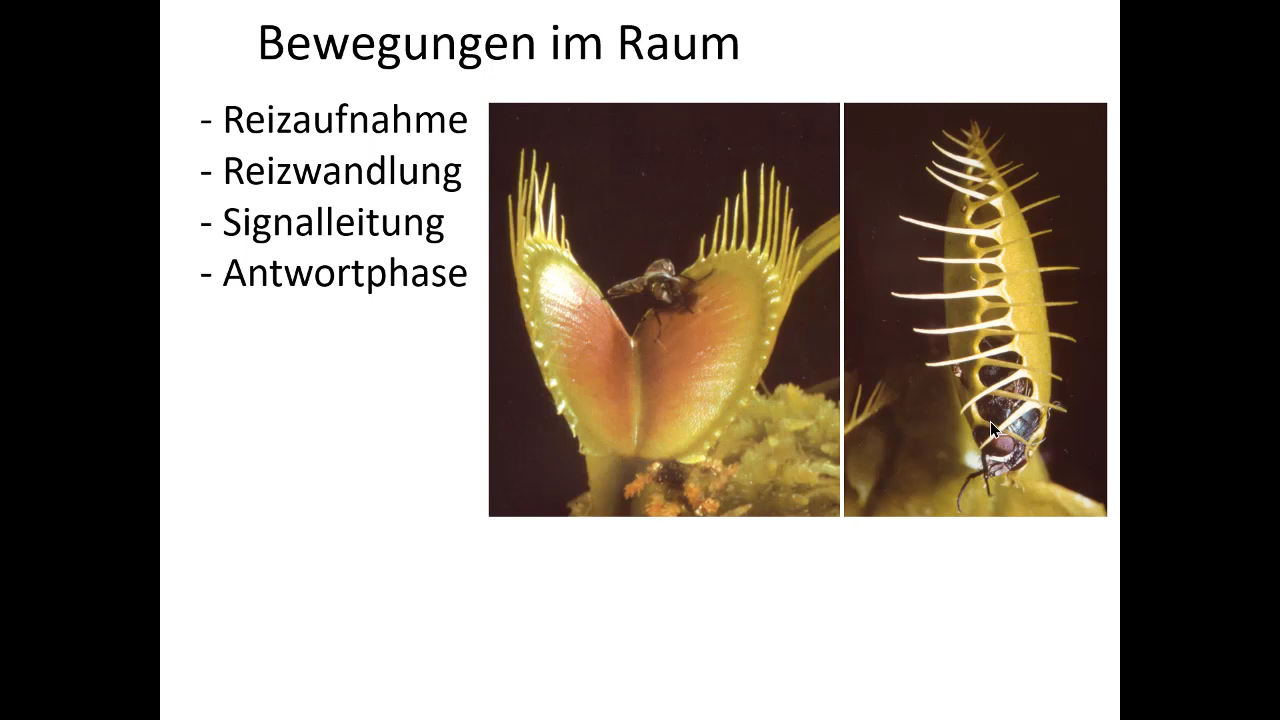 Bewegungen im Raum
- Reizaufnahme
- Reizwandlung
- Signalleitung
- Antwortphase